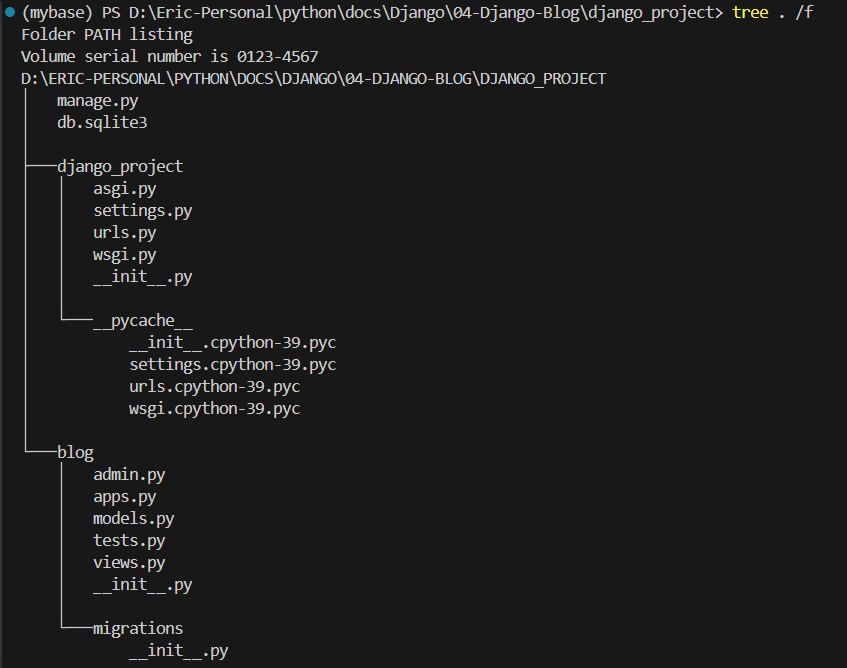 (mybase) PS D:\Eric-Personal\python\docs\Django\04-Django-Blog\django_project> tree . /f
Folder PATH listing
Volume serial number is 0123-4567
D:\ERIC-PERSONAL\PYTHON\DOCS\DJANGO\04-DJANGO-BLOG\DJANGO_PROJECT
manage.py
db.sqlite3
django_project
asgi.py
settings.py
urls.py
wsgi.py
__init__.py
__pycache__
__init__.cpython-39.pyc
settings.cpython-39.pyc
urls.cpython-39.pyc
wsgi.cpython-39.pyc
blog
admin.py
apps.py
models.py
tests.py
views.py
__init__.py
migrations
__init__.py